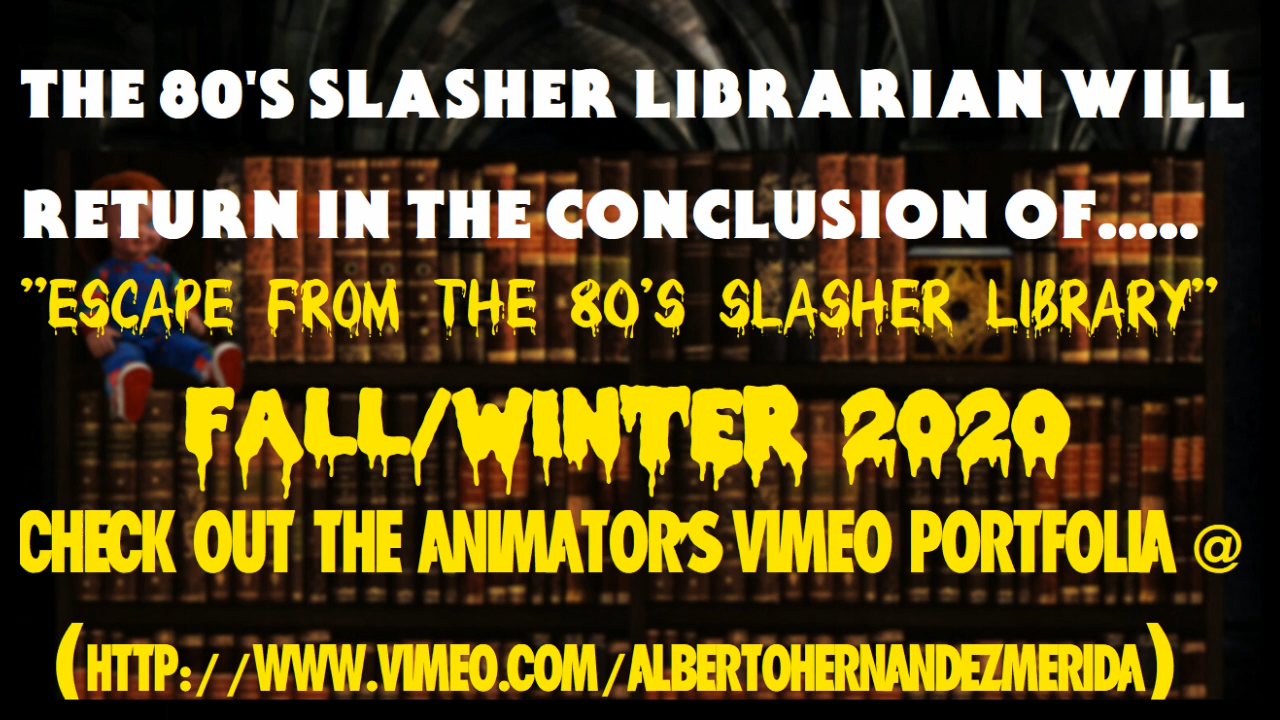 THE 80'S SLASHER LIBRARIAN WILL
RETURN IN THE CONCLUSION OF.....
"ESCAPE FROM THE 80'S SLASHER LIBRARY"
FALL/WINTER 2020
CHECK OUT THE ANIMATOR'S VIMEO PORTFOLIA @
(HTTP://WWW.VIMEO.COM/ALBERTOHERNANDEZMERIDA)